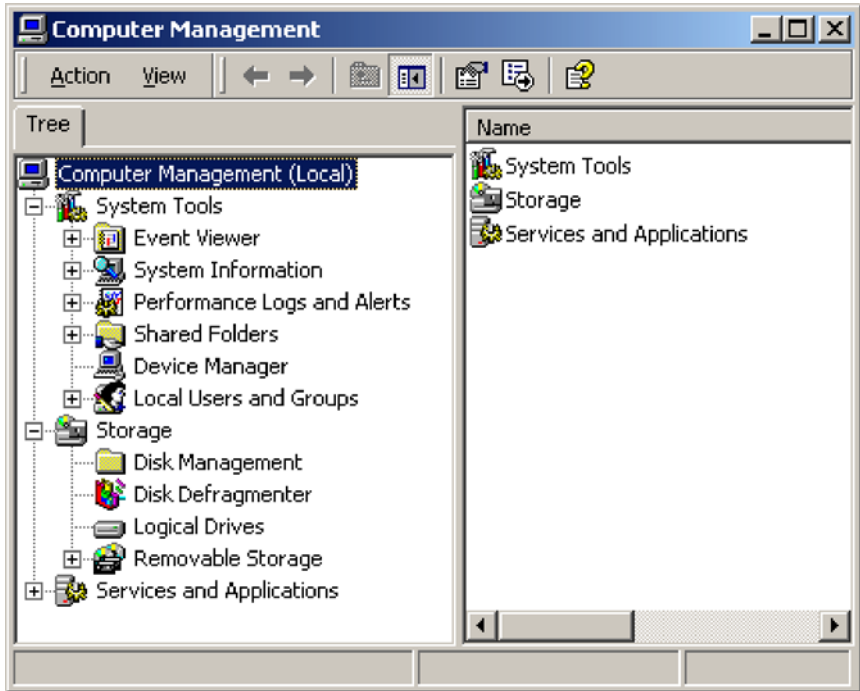 Computer Management
Action View
Tree
Computer Management (Local)
System Tools
Event Viewer
System Information
Performance Logs and Alerts
Shared Folders
Device Manager
Local Users and Groups
Storage
Disk Management
Disk Defragmenter
Logical Drives
Removable Storage
Services and Applications
Name
System Tools
Storage
Services and Applications